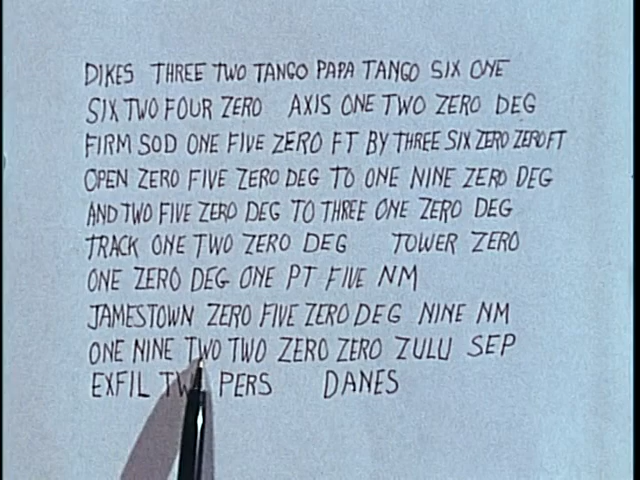 DIKES THREE TWO TANGO PAPA TANGO SIX ONE
SIX TWO FOUR ZERO AXIS ONE TWO ZERO DEG
FIRM SOD ONE FIVE ZERO FT BY THREE SIX ZERO ZERO FT
OPEN ZERO FIVE ZERO DEG TO ONE NINE ZERO DEG
AND TWO FIVE ZERO DEG TO THREE ONE ZERO DEG
TRACK ONE TWO ZERO DEG TOWER ZERO
ONE ZERO DEG ONE PT FIVE NM
JAMESTOWN ZERO FIVE ZERO DEG NINE NM
ONE NINE TWO TWO ZERO ZERO ZULU SEP
EXFIL TWO PERS DANES